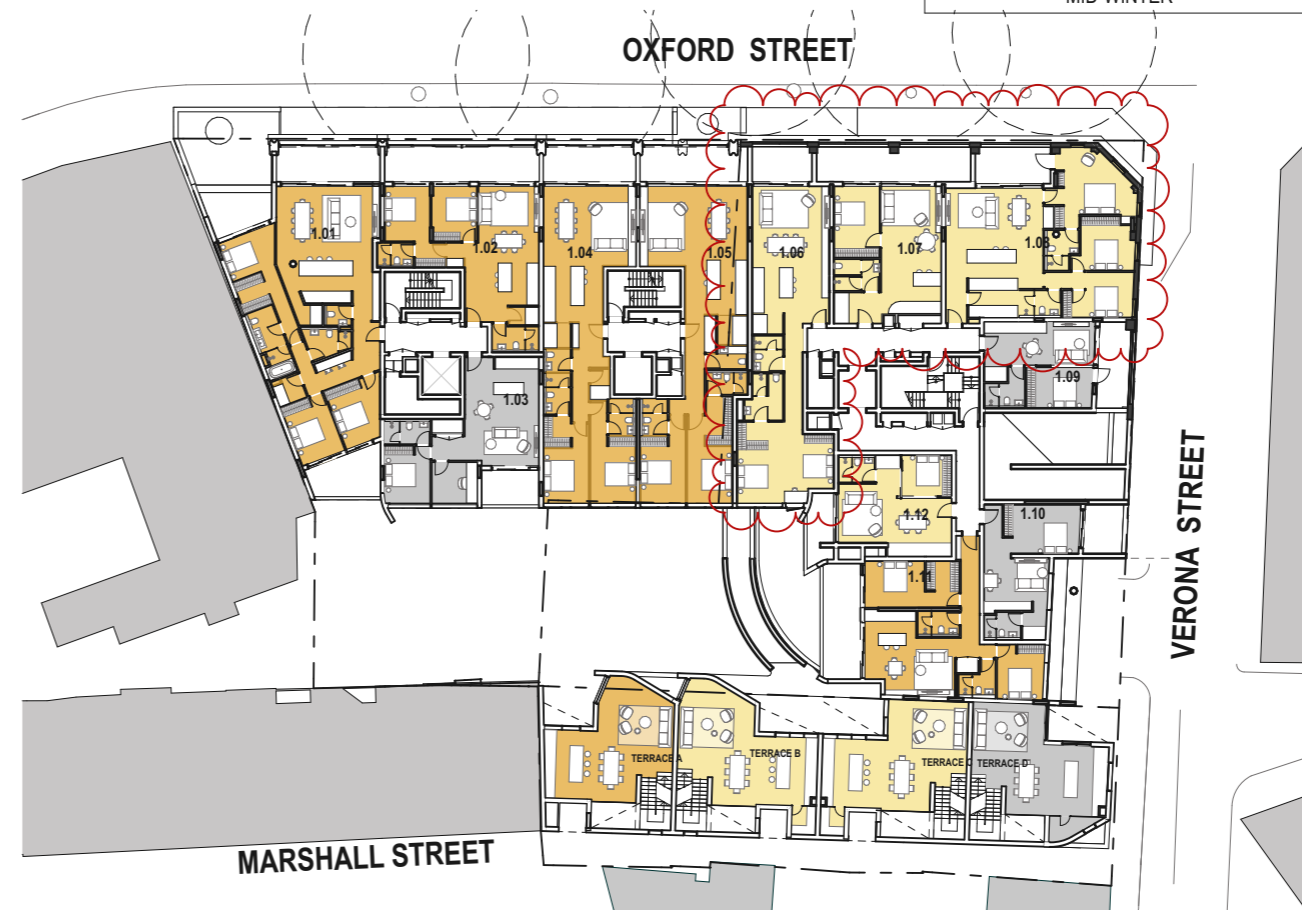 MID WINTER
OXFORD STREET
1.01
1.02
1.04
1.05
1.06
1.07
1.08
1.03
1.09
1.12
1.10
1.11
VERONA STREET
TERRACE A
TERRACE B
TERRACE C
TERRACE D
MARSHALL STREET